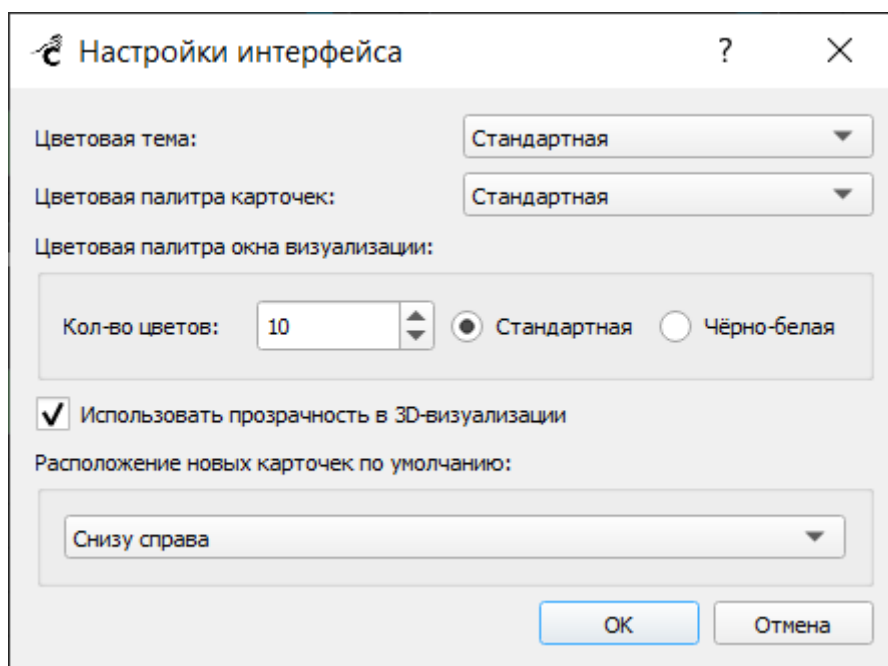 Настройки интерфейса ?
Цветовая тема: Стандартная
Цветовая палитра карточек: Стандартная
Цветовая палитра окна визуализации:
Кол-во цветов: 10 Стандартная Чёрно-белая
Использовать прозрачность в 3D-визуализации
Расположение новых карточек по умолчанию:
Снизу справа
OK Отмена